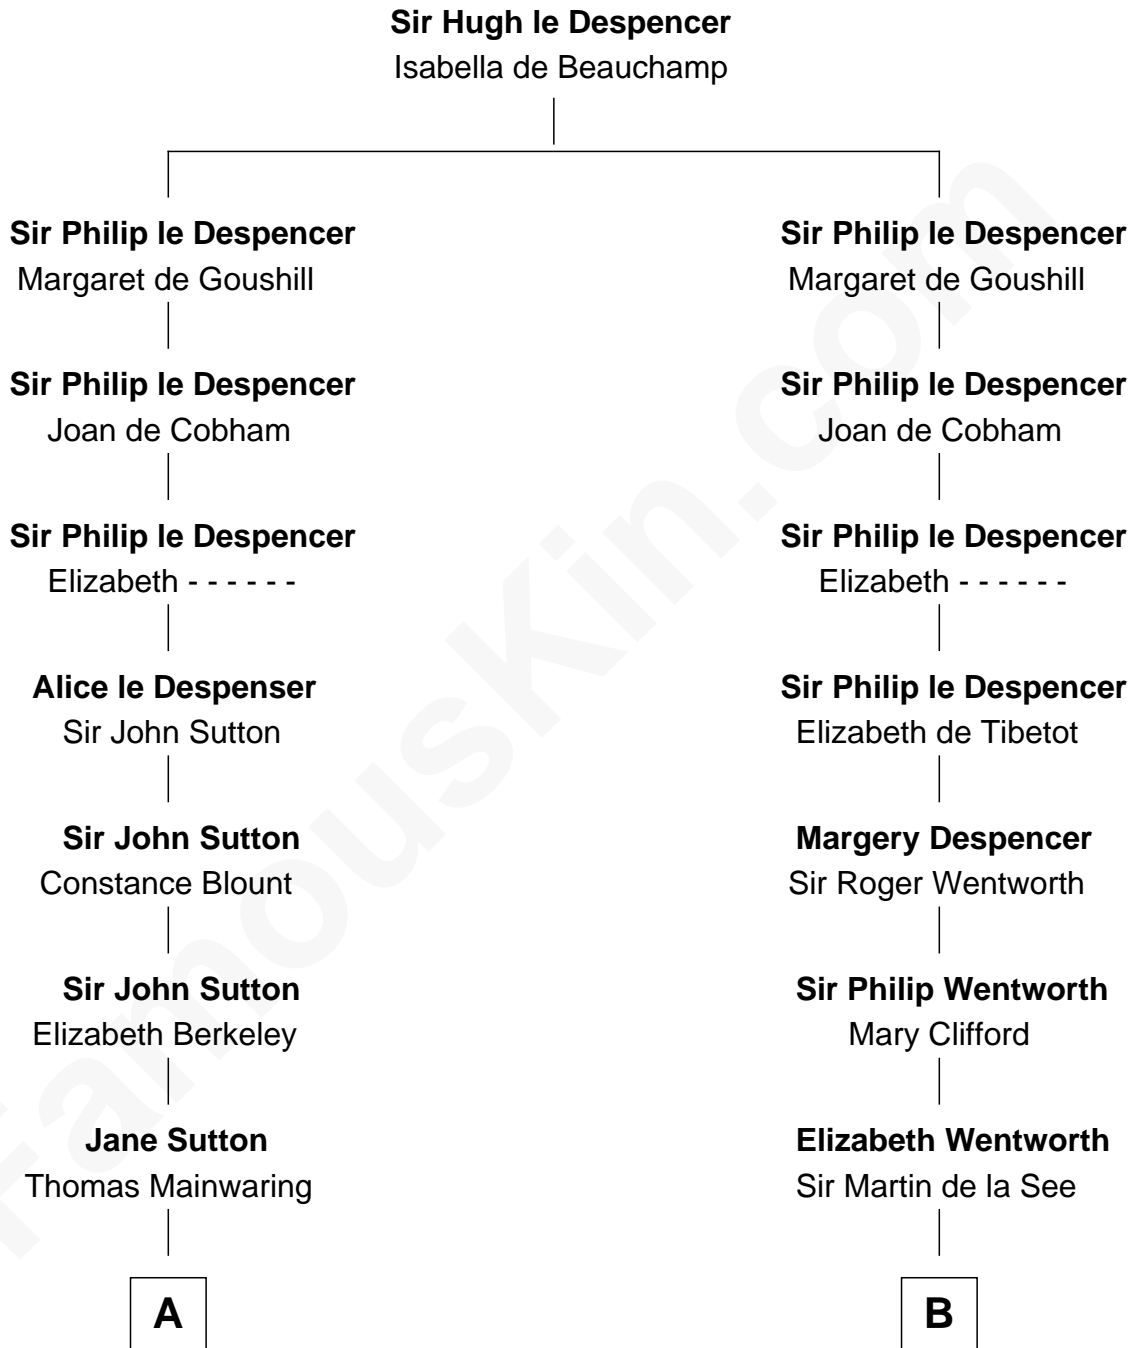 Sir Hugh le Despencer
Isabella de Beauchamp
Sir Philip le Despencer
Margaret de Goushill
Sir Philip le Despencer
Margaret de Goushill
Sir Philip le Despencer
Joan de Cobham
Sir Philip le Despencer
Joan de Cobham
Sir Philip le Despencer
Elizabeth - - - - - -
Sir Philip le Despencer
Elizabeth - - - - - -
Alice le Despenser
Sir John Sutton
Sir Philip le Despencer
Elizabeth de Tibetot
Sir John Sutton
Constance Blount
Margery Despencer
Sir Roger Wentworth
Sir John Sutton
Elizabeth Berkeley
Sir Philip Wentworth
Mary Clifford
Jane Sutton
Thomas Mainwaring
Elizabeth Wentworth
Sir Martin de la See
A
B
FamousKin.com